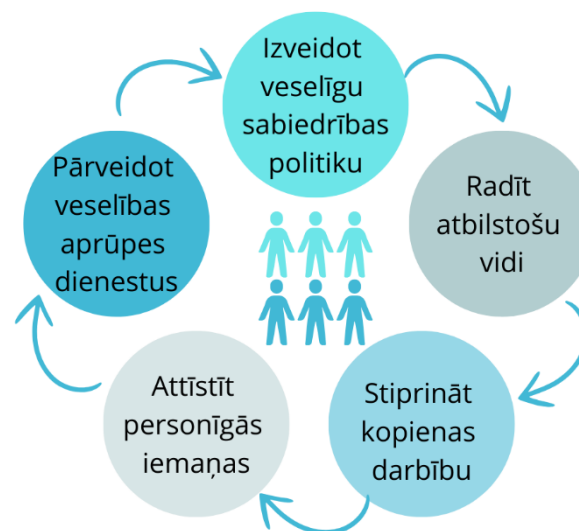 Izveidot
veselīgu
sabiedrības
politiku
Radīt
atbilstošu
vidi
Stiprināt
kopienas
darbību
Attīstīt
personīgās
iemaņas
Pārveidot
veselības
aprūpes
dienestus